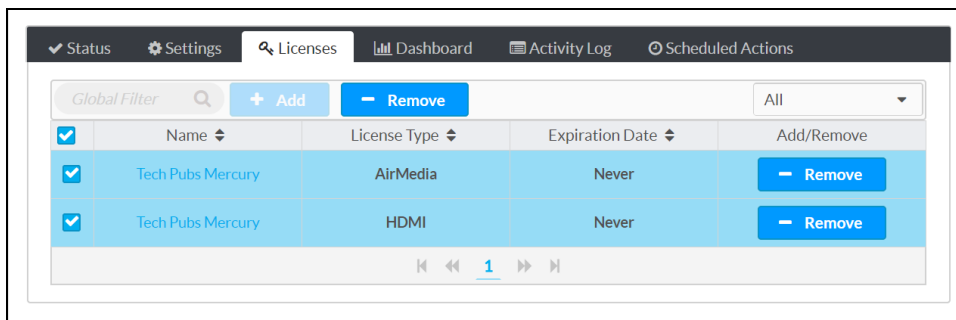 Status Settings Licenses Dashboard Activity Log Scheduled Actions
Global Filter + Add − Remove All
Name License Type Expiration Date Add/Remove
Tech Pubs Mercury AirMedia Never − Remove
Tech Pubs Mercury HDMI Never − Remove
1